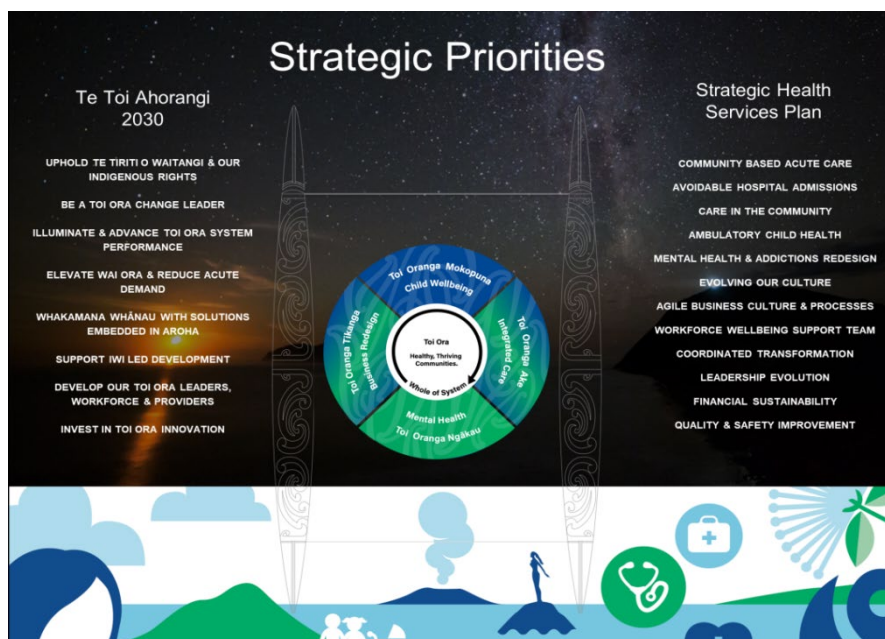 Strategic Priorities
Te Toi Ahorangi
2030
UPHOLD TE TIRITI O WAITANGI & OUR
INDIGENOUS RIGHTS
BE A TOI ORA CHANGE LEADER
ILLUMINATE & ADVANCE TOI ORA SYSTEM
PERFORMANCE
ELEVATE WAI ORA & REDUCE ACUTE
DEMAND
WHAKAMANA WHĀNAU WITH SOLUTIONS
EMBEDDED IN AROHA
SUPPORT IWI LED DEVELOPMENT
DEVELOP OUR TOI ORA LEADERS,
WORKFORCE & PROVIDERS
INVEST IN TOI ORA INNOVATION
Toi Oranga Mokopuna
Child Wellbeing
Toi Oranga Ake
Integrated Care
Mental Health
Toi Oranga Ngākau
Toi Oranga Tikanga
Business Redesign
Toi Ora
Healthy, Thriving
Communities.
Whole of System
Strategic Health
Services Plan
COMMUNITY BASED ACUTE CARE
AVOIDABLE HOSPITAL ADMISSIONS
CARE IN THE COMMUNITY
AMBULATORY CHILD HEALTH
MENTAL HEALTH & ADDICTIONS REDESIGN
EVOLVING OUR CULTURE
AGILE BUSINESS CULTURE & PROCESSES
WORKFORCE WELLBEING SUPPORT TEAM
COORDINATED TRANSFORMATION
LEADERSHIP EVOLUTION
FINANCIAL SUSTAINABILITY
QUALITY & SAFETY IMPROVEMENT